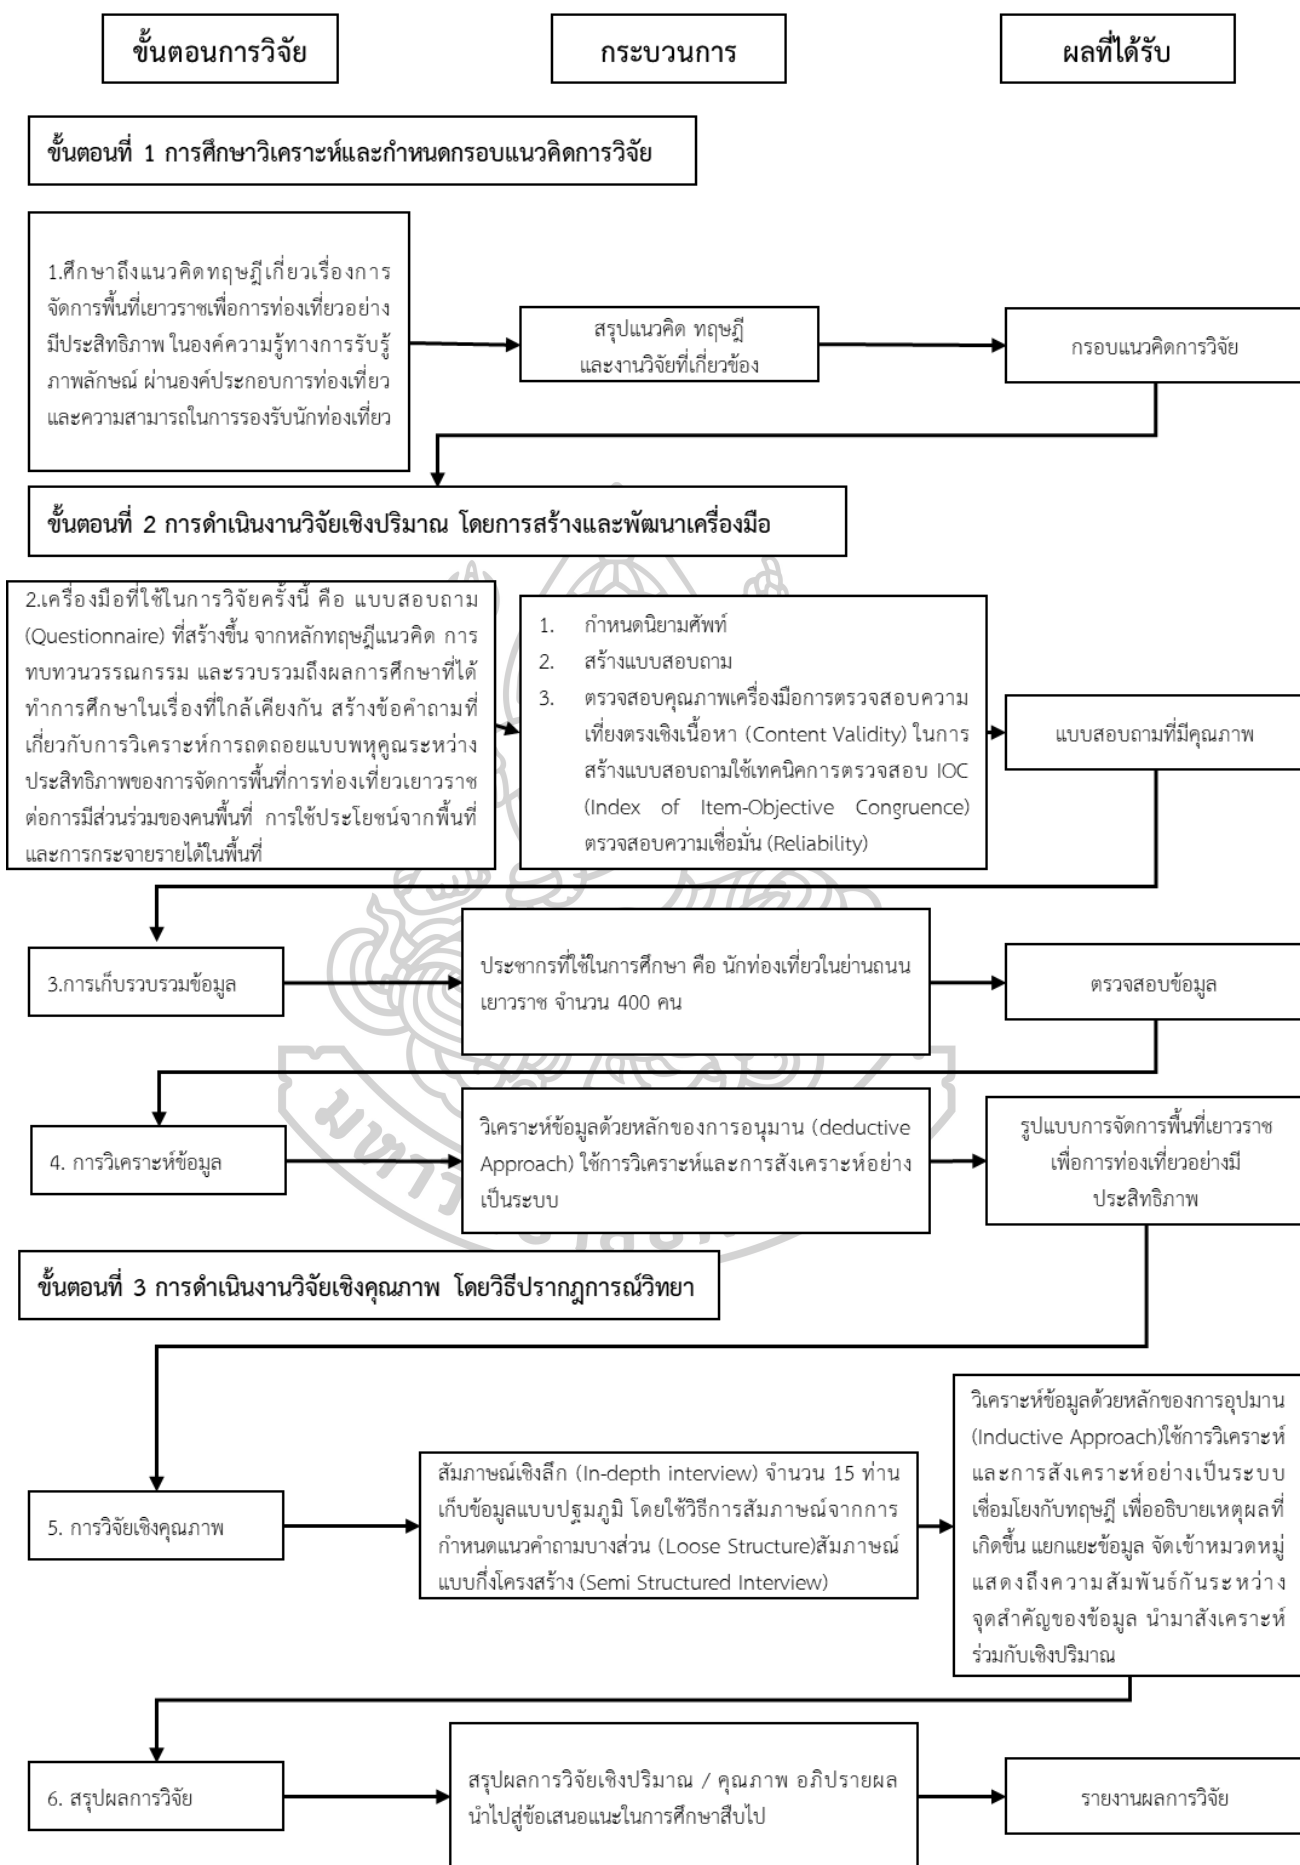 ขั้นตอนการวิจัย
กระบวนการ
ผลที่ได้รับ
ขั้นตอนที่ 1 การศึกษาวิเคราะห์และกำหนดกรอบแนวคิดการวิจัย
1.ศึกษาถึงแนวคิดทฤษฎีเกี่ยวเรื่องการ
จัดการพื้นที่เยาวราชเพื่อการท่องเที่ยวอย่าง
มีประสิทธิภาพ ในองค์ความรู้ทางการรับรู้
ภาพลักษณ์ ผ่านองค์ประกอบการท่องเที่ยว
และความสามารถในการรองรับนักท่องเที่ยว
สรุปแนวคิด ทฤษฎี
และงานวิจัยที่เกี่ยวข้อง
กรอบแนวคิดการวิจัย
ขั้นตอนที่ 2 การดำเนินงานวิจัยเชิงปริมาณ โดยการสร้างและพัฒนาเครื่องมือ
2.เครื่องมือที่ใช้ในการวิจัยครั้งนี้ คือ แบบสอบถาม
(Questionnaire) ที่สร้างขึ้น จากหลักทฤษฎีแนวคิด การ
ทบทวนวรรณกรรม และรวบรวมถึงผลการศึกษาที่ได้
ทำการศึกษาในเรื่องที่ใกล้เคียงกัน สร้างข้อคำถามที่
เกี่ยวกับการวิเคราะห์การถดถอยแบบพหุคูณระหว่าง
ประสิทธิภาพของการจัดการพื้นที่การท่องเที่ยวเยาวราช
ต่อการมีส่วนร่วมของคนพื้นที่ การใช้ประโยชน์จากพื้นที่
และการกระจายรายได้ในพื้นที่
1. กำหนดนิยามศัพท์
2. สร้างแบบสอบถาม
3. ตรวจสอบคุณภาพเครื่องมือการตรวจสอบความ
เที่ยงตรงเชิงเนื้อหา (Content Validity) ในการ
สร้างแบบสอบถามใช้เทคนิคการตรวจสอบ IOC
(Index of Item-Objective Congruence)
ตรวจสอบความเชื่อมั่น (Reliability)
แบบสอบถามที่มีคุณภาพ
3.การเก็บรวบรวมข้อมูล
ประชากรที่ใช้ในการศึกษา คือ นักท่องเที่ยวในย่านถนน
เยาวราช จำนวน 400 คน
ตรวจสอบข้อมูล
4. การวิเคราะห์ข้อมูล
วิเคราะห์ข้อมูลด้วยหลักของการอนุมาน (deductive
Approach) ใช้การวิเคราะห์และการสังเคราะห์อย่าง
เป็นระบบ
รูปแบบการจัดการพื้นที่เยาวราช
เพื่อการท่องเที่ยวอย่างมี
ประสิทธิภาพ
ขั้นตอนที่ 3 การดำเนินงานวิจัยเชิงคุณภาพ โดยวิธีปรากฏการณ์วิทยา
5. การวิจัยเชิงคุณภาพ
สัมภาษณ์เชิงลึก (In-depth interview) จำนวน 15 ท่าน
เก็บข้อมูลแบบปฐมภูมิ โดยใช้วิธีการสัมภาษณ์จากการ
กำหนดแนวคำถามบางส่วน (Loose Structure)สัมภาษณ์
แบบกึ่งโครงสร้าง (Semi Structured Interview)
วิเคราะห์ข้อมูลด้วยหลักของการอุปมาน
(Inductive Approach)ใช้การวิเคราะห์
และการสังเคราะห์อย่างเป็นระบบ
เชื่อมโยงกับทฤษฎี เพื่ออธิบายเหตุผลที่
เกิดขึ้น แยกแยะข้อมูล จัดเข้าหมวดหมู่
แสดงถึงความสัมพันธ์กันระหว่าง
จุดสำคัญของข้อมูล นำมาสังเคราะห์
ร่วมกับเชิงปริมาณ
6. สรุปผลการวิจัย
สรุปผลการวิจัยเชิงปริมาณ / คุณภาพ อภิปรายผล
นำไปสู่ข้อเสนอแนะในการศึกษาสืบไป
รายงานผลการวิจัย